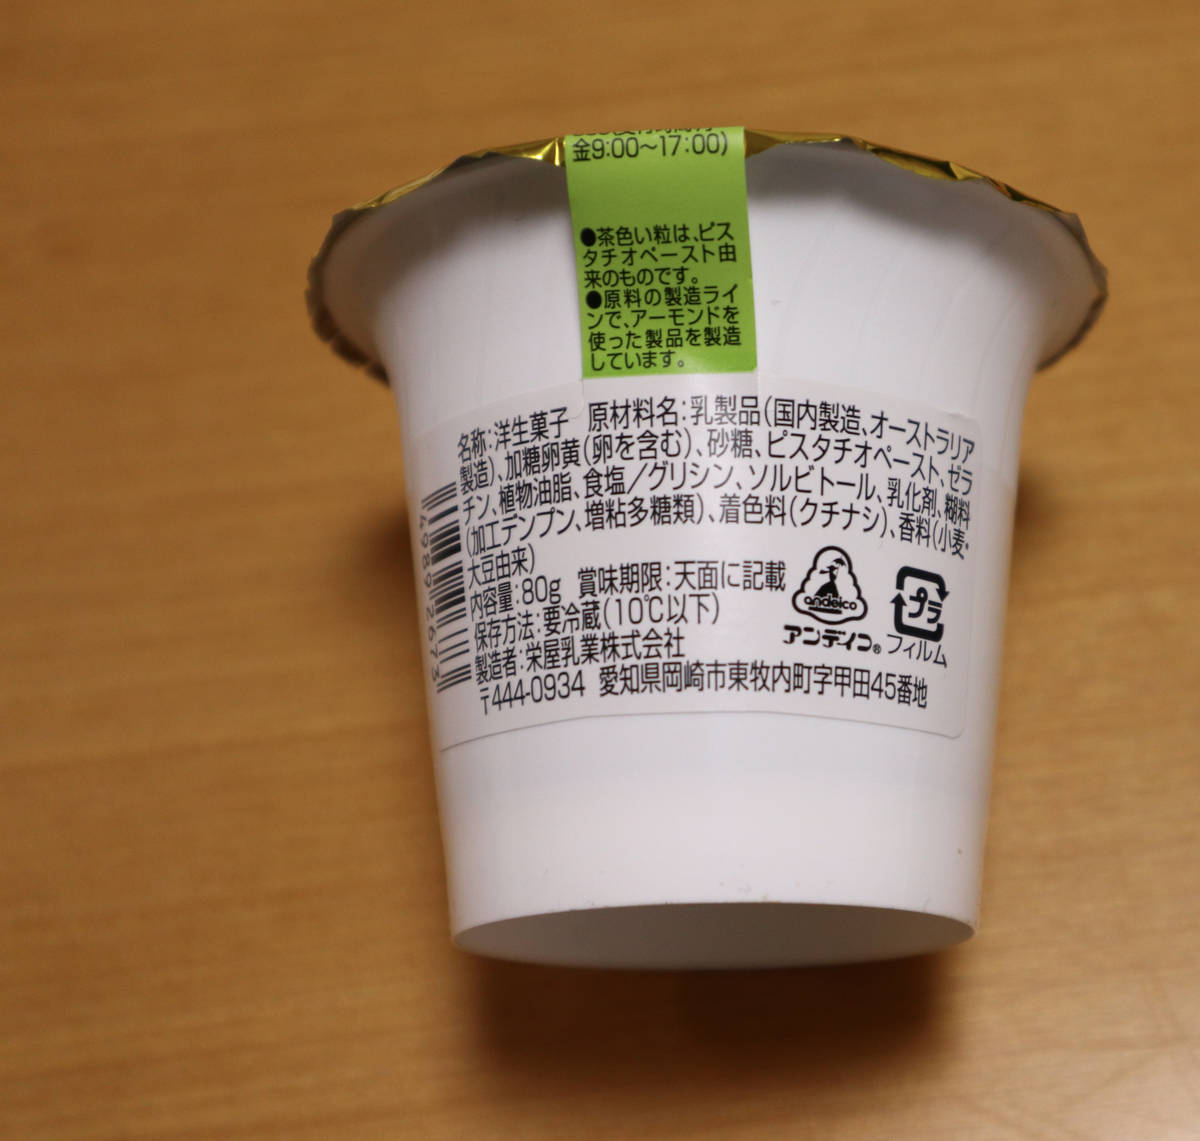 金9:00〜17:00)
●茶色い粒は、ピス
タチオペースト由
来のものです。
●原料の製造ライ
ンで、アーモンドを
使った製品を製造
しています。
名称:洋生菓子 原材料名:乳製品(国内製造、オーストラリア
製造)、加糖卵黄(卵を含む)、砂糖、ピスタチオペースト、ゼラ
チン、植物油脂、食塩/グリシン、ソルビトール、乳化剤、糊料
(加工デンプン、増粘多糖類)、着色料(クチナシ)、香料(小麦・
大豆由来)
内容量:80g 賞味期限:天面に記載
保存方法:要冷蔵(10℃以下)
製造者:栄屋乳業株式会社
〒444-0934 愛知県岡崎市東牧内町字甲田45番地
andeico
アンデイコ®
プラ
フィルム
49892673